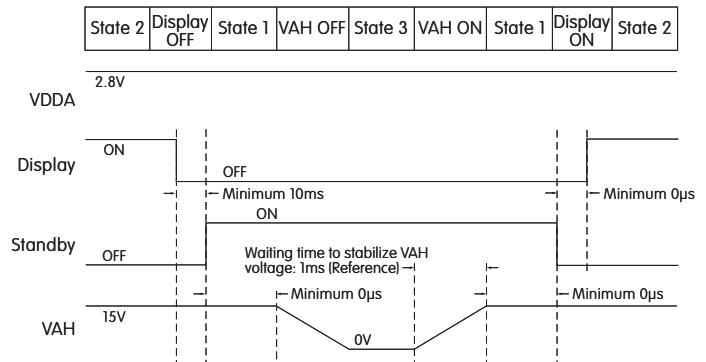 State 2
Display
OFF
State 1
VAH OFF
State 3
VAH ON
State 1
Display
ON
State 2
2.8V
VDDA
ON
Display
OFF
Minimum 10ms
Minimum 0µs
ON
Standby
OFF
Waiting time to stabilize VAH
voltage: 1ms (Reference)
Minimum 0µs
Minimum 0µs
15V
VAH
0V